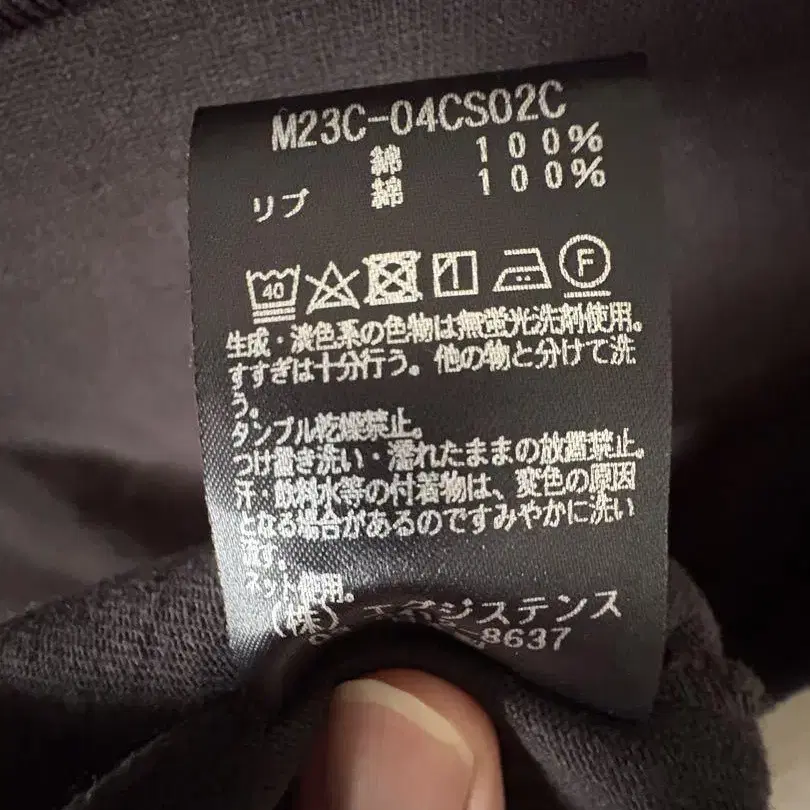 M23C-04CS02C
綿 100%
リブ 綿 100%
40
F
生成・淡色系の色物は無蛍光洗剤使用。
すすぎは十分行う。他の物と分けて洗
う。
タンブル乾燥禁止。
つけ置き洗い・濡れたままの放置禁止。
汗・飲料水等の付着物は、変色の原因
となる場合があるのですみやかに洗い
流す。
ネット使用。
(株)エグジステンス
8637